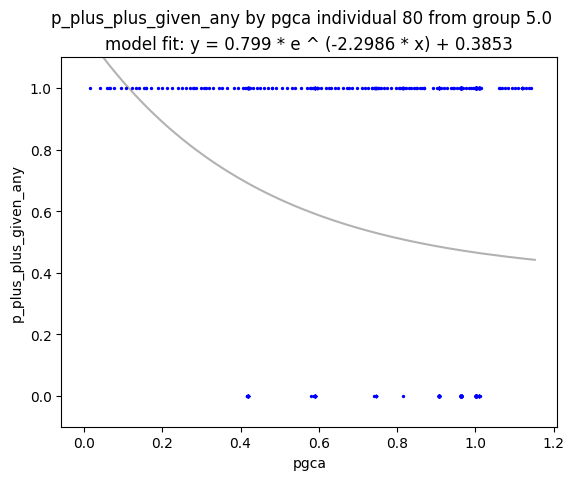 p_plus_plus_given_any by pgca individual 80 from group 5.0
model fit: y = 0.799 * e ^ (-2.2986 * x) + 0.3853
1.0
0.8
0.6
0.4
0.2
0.0
p_plus_plus_given_any
0.0 0.2 0.4 0.6 0.8 1.0 1.2
pgca